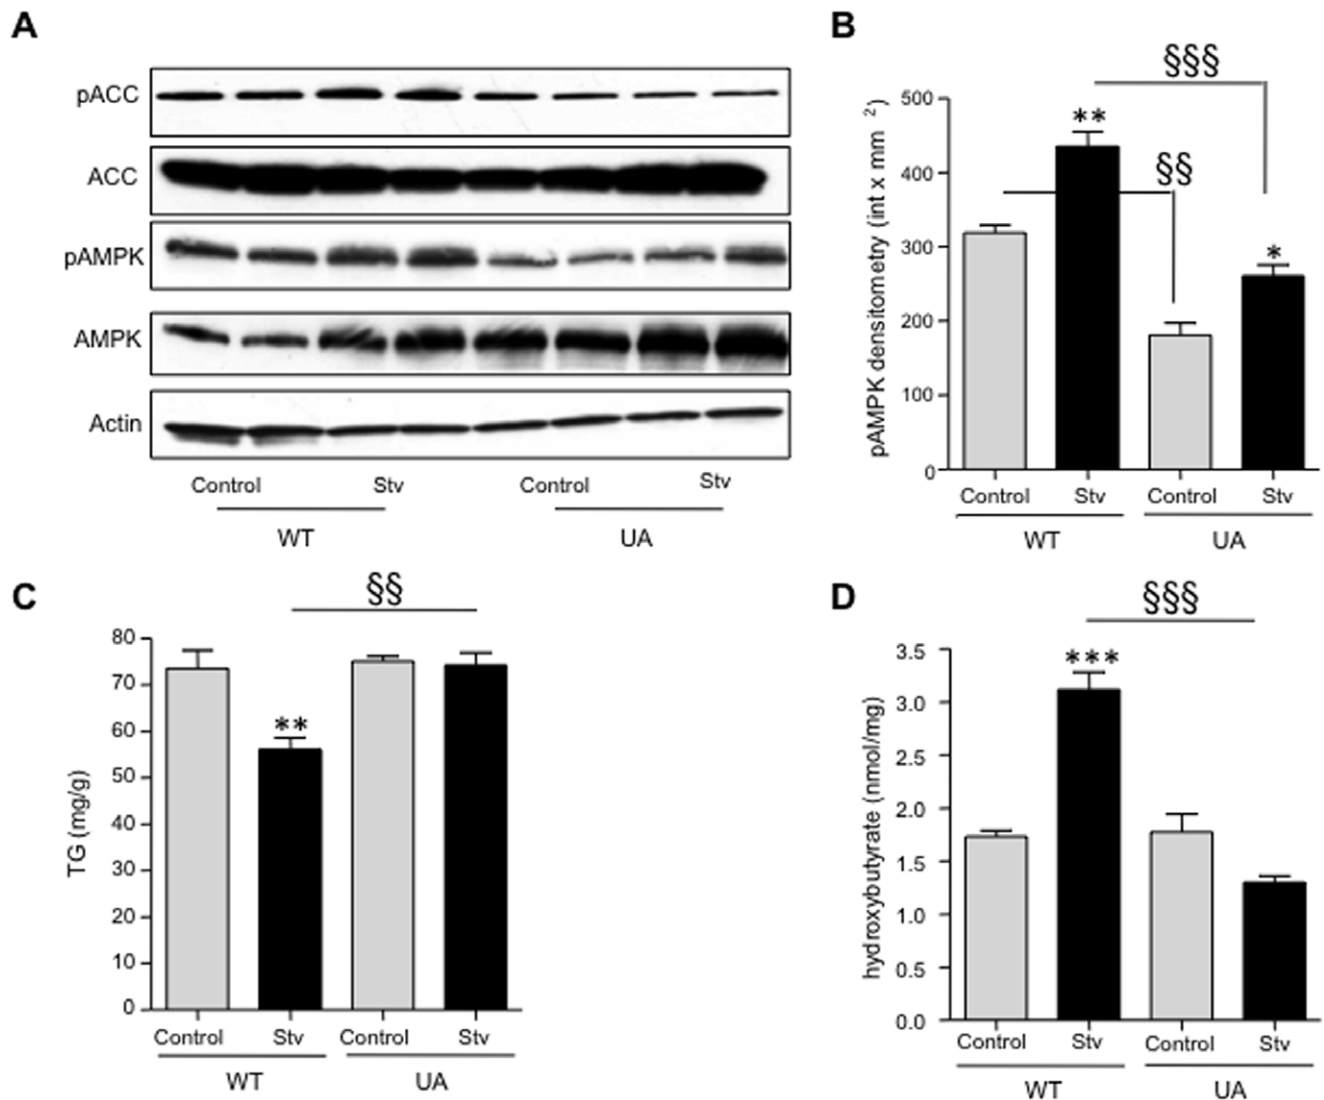 A
pACC
ACC
pAMPK
AMPK
Actin
Control Stv Control Stv
WT UA
B
§§§
**
§§
*
pAMPK densitometry (int x mm 2)
500
400
300
200
100
0
Control Stv Control Stv
WT UA
C
§§
**
TG (mg/g)
80
70
60
50
40
30
20
10
0
Control Stv Control Stv
WT UA
D
§§§
***
hydroxybutyrate (nmol/mg)
3.5
3.0
2.5
2.0
1.5
1.0
0.5
0.0
Control Stv Control Stv
WT UA